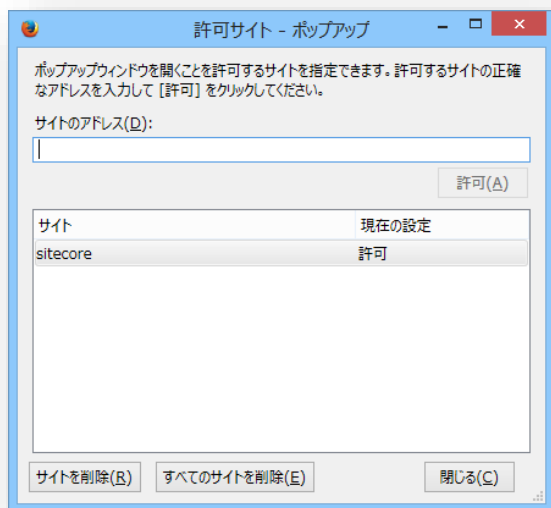 許可サイト - ポップアップ
ポップアップウィンドウを開くことを許可するサイトを指定できます。許可するサイトの正確
なアドレスを入力して [許可] をクリックしてください。
サイトのアドレス(D):
許可(A)
サイト 現在の設定
sitecore 許可
サイトを削除(R) すべてのサイトを削除(E) 閉じる(C)